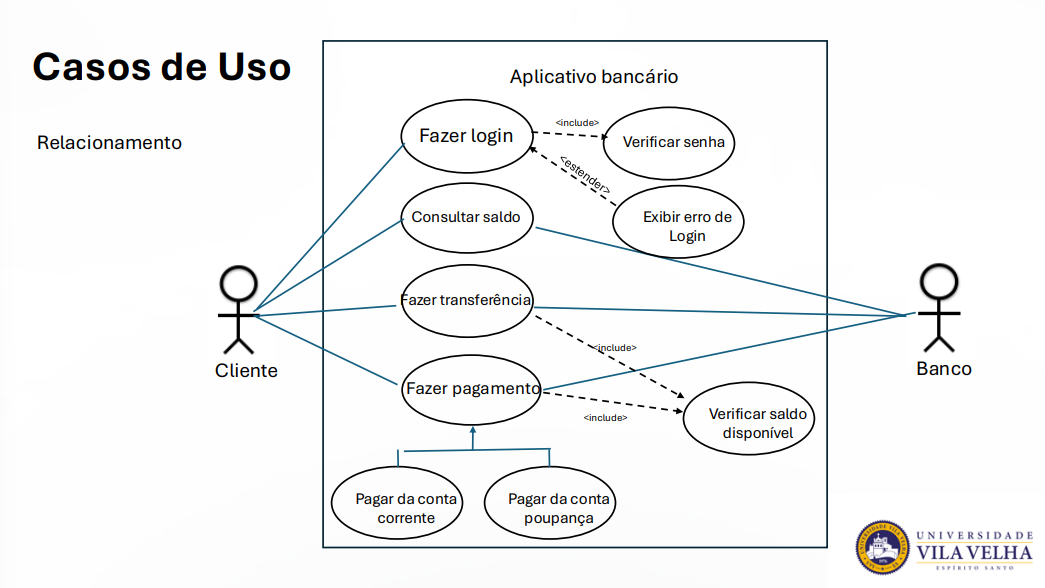 Casos de Uso
Relacionamento
Aplicativo bancário
Fazer login
<include>
Verificar senha
<estender>
Exibir erro de
Login
Consultar saldo
Fazer transferência
<include>
Fazer pagamento
<include>
Verificar saldo
disponível
Pagar da conta
corrente
Pagar da conta
poupança
Cliente
Banco
UNIVERSIDADE
VILA VELHA
ESPÍRITO SANTO